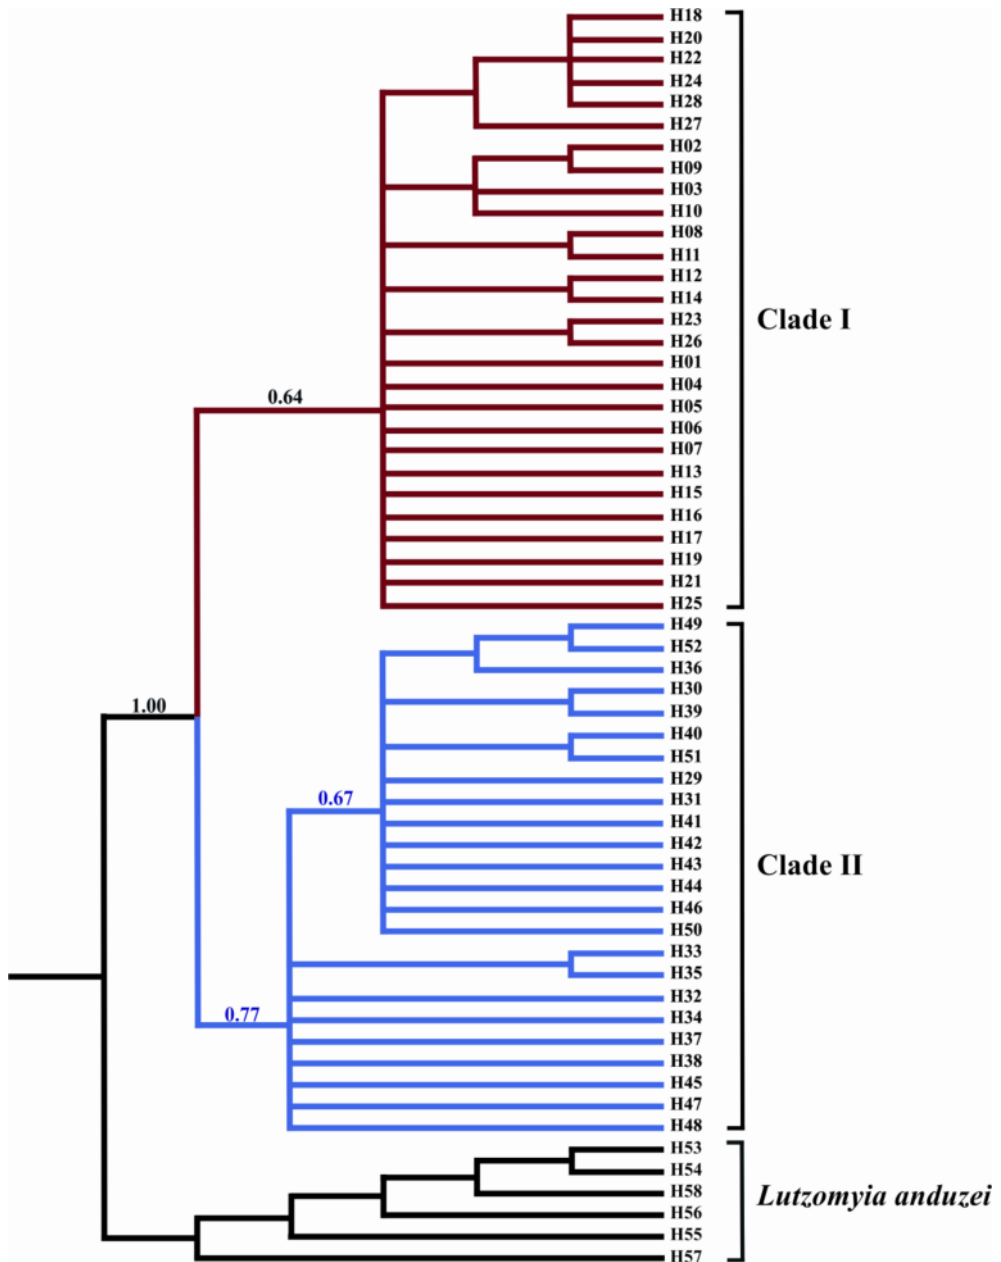 H18
H20
H22
H24
H28
H27
H02
H09
H03
H10
H08
H11
H12
H14
H23
H26
H01
H04
H05
H06
H07
H13
H15
H16
H17
H19
H21
H25
Clade I
0.64
1.00
H49
H52
H36
H30
H39
H40
H51
H29
H31
H41
H42
H43
H44
H46
H50
H33
H35
H32
H34
H37
H38
H45
H47
H48
Clade II
0.67
0.77
H53
H54
H58
H56
H55
H57
Lutzomyia anduzei